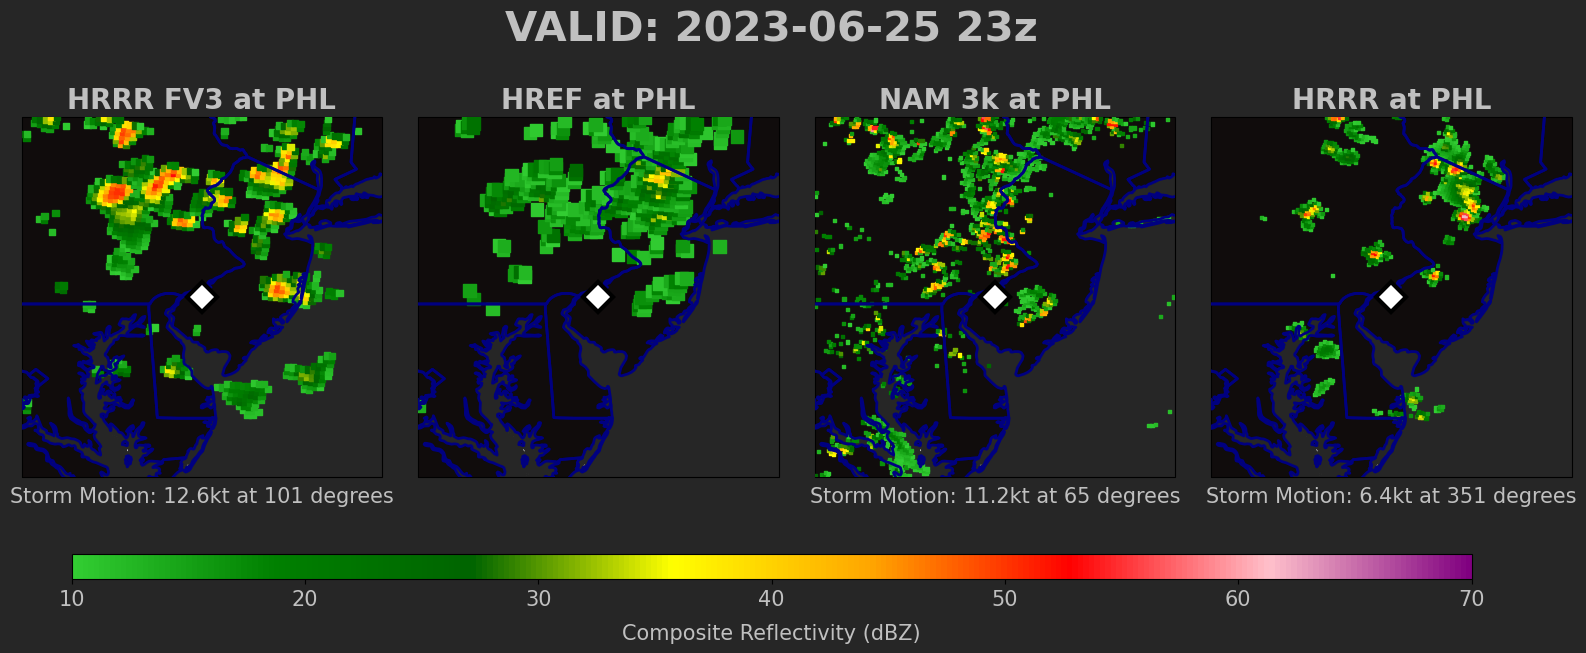 VALID: 2023-06-25 23z
HRRR FV3 at PHL
HREF at PHL
NAM 3k at PHL
HRRR at PHL
Storm Motion: 12.6kt at 101 degrees
Storm Motion: 11.2kt at 65 degrees
Storm Motion: 6.4kt at 351 degrees
10 20 30 40 50 60 70
Composite Reflectivity (dBZ)